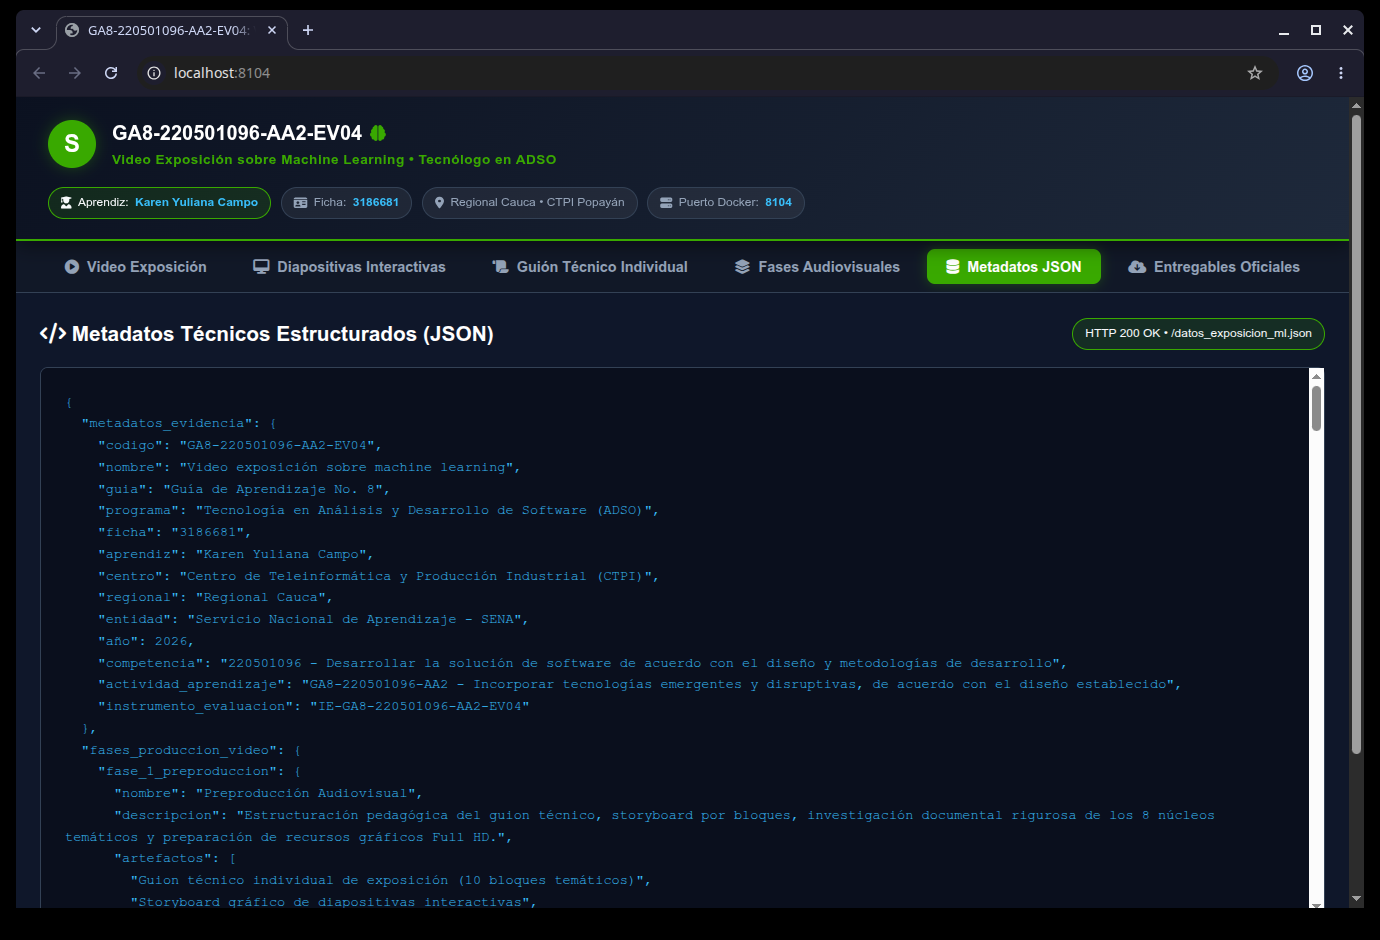 GA8-220501096-AA2-EV04:
localhost:8104
S
GA8-220501096-AA2-EV04
Video Exposición sobre Machine Learning • Tecnólogo en ADSO
Aprendiz: Karen Yuliana Campo
Ficha: 3186681
Regional Cauca • CTPI Popayán
Puerto Docker: 8104
Video Exposición
Diapositivas Interactivas
Guión Técnico Individual
Fases Audiovisuales
Metadatos JSON
Entregables Oficiales
</> Metadatos Técnicos Estructurados (JSON)
HTTP 200 OK • /datos_exposicion_ml.json
{
"metadatos_evidencia": {
"codigo": "GA8-220501096-AA2-EV04",
"nombre": "Video exposición sobre machine learning",
"guia": "Guía de Aprendizaje No. 8",
"programa": "Tecnología en Análisis y Desarrollo de Software (ADSO)",
"ficha": "3186681",
"aprendiz": "Karen Yuliana Campo",
"centro": "Centro de Teleinformática y Producción Industrial (CTPI)",
"regional": "Regional Cauca",
"entidad": "Servicio Nacional de Aprendizaje - SENA",
"año": 2026,
"competencia": "220501096 - Desarrollar la solución de software de acuerdo con el diseño y metodologías de desarrollo",
"actividad_aprendizaje": "GA8-220501096-AA2 - Incorporar tecnologías emergentes y disruptivas, de acuerdo con el diseño establecido",
"instrumento_evaluacion": "IE-GA8-220501096-AA2-EV04"
},
"fases_produccion_video": {
"fase_1_preproduccion": {
"nombre": "Preproducción Audiovisual",
"descripcion": "Estructuración pedagógica del guion técnico, storyboard por bloques, investigación documental rigurosa de los 8 núcleos
temáticos y preparación de recursos gráficos Full HD.",
"artefactos": [
"Guion técnico individual de exposición (10 bloques temáticos)",
"Storyboard gráfico de diapositivas interactivas",